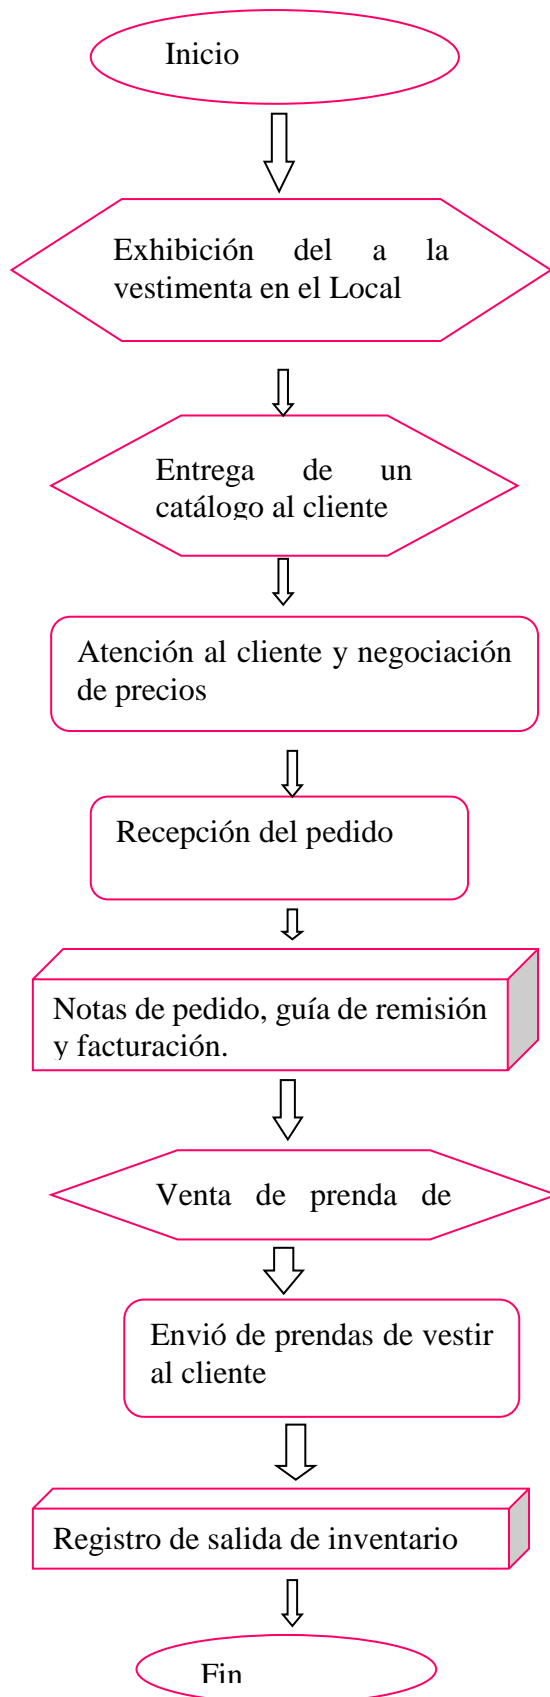 Inicio
Exhibición del a la
vestimenta en el Local
Entrega de un
catálogo al cliente
Atención al cliente y negociación
de precios
Recepción del pedido
Notas de pedido, guía de remisión
y facturación.
Venta de prenda de
Envió de prendas de vestir
al cliente
Registro de salida de inventario
Fin